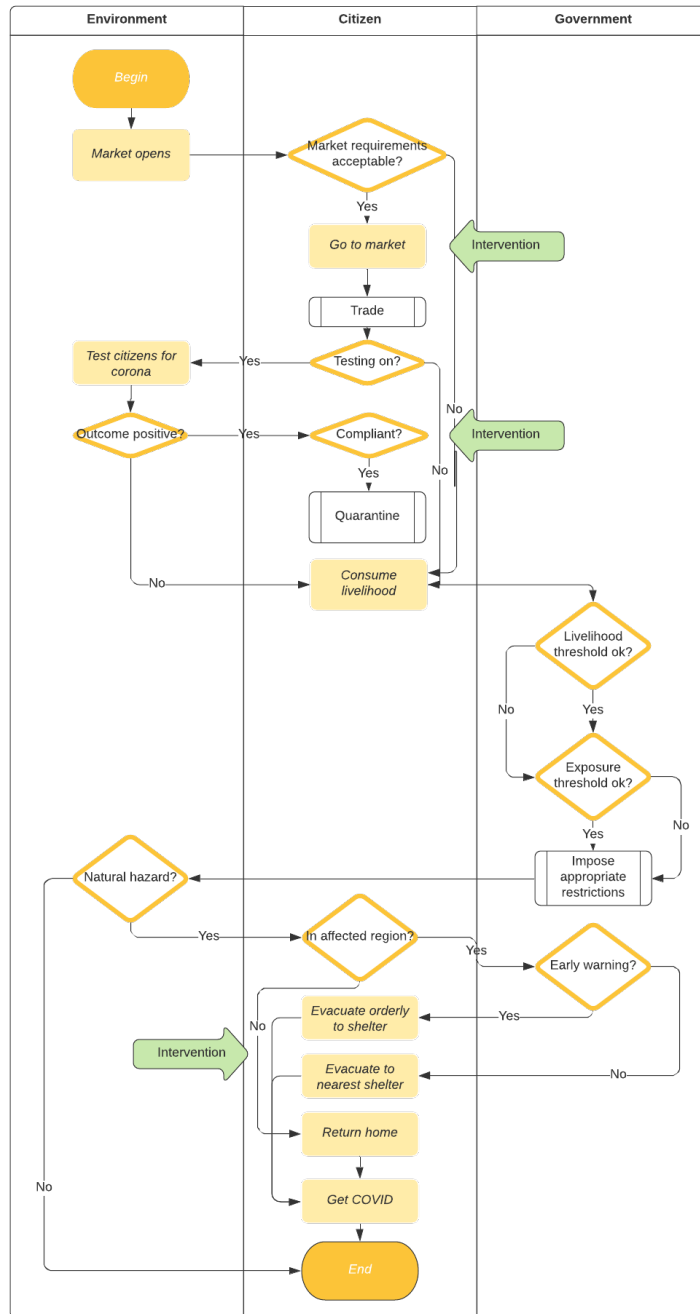 Environment
Citizen
Government
Begin
Market opens
Market requirements
acceptable?
Yes
Go to market
Intervention
Trade
Test citizens for
corona
Yes
Testing on?
No
Outcome positive?
Yes
Compliant?
Intervention
Yes
No
Quarantine
No
Consume
livelihood
Livelihood
threshold ok?
No
Yes
Exposure
threshold ok?
No
Yes
Impose
appropriate
restrictions
Natural hazard?
Yes
In affected region?
Yes
Early warning?
Evacuate orderly
to shelter
Yes
No
Intervention
Evacuate to
nearest shelter
No
Return home
No
Get COVID
End